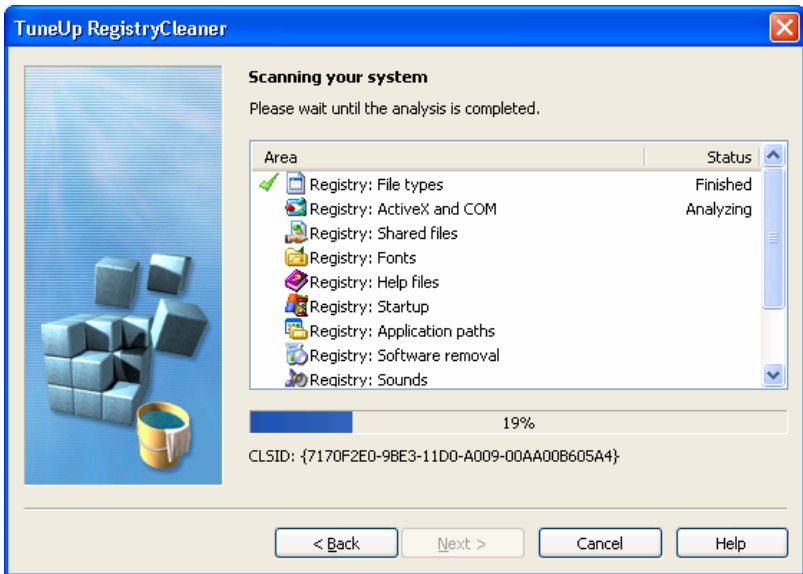 TuneUp RegistryCleaner
Scanning your system
Please wait until the analysis is completed.
Area Status
Registry: File types Finished
Registry: ActiveX and COM Analyzing
Registry: Shared files
Registry: Fonts
Registry: Help files
Registry: Startup
Registry: Application paths
Registry: Software removal
Registry: Sounds
19%
CLSID: {7170F2E0-9BE3-11D0-A009-00AA00B605A4}
< Back Next > Cancel Help